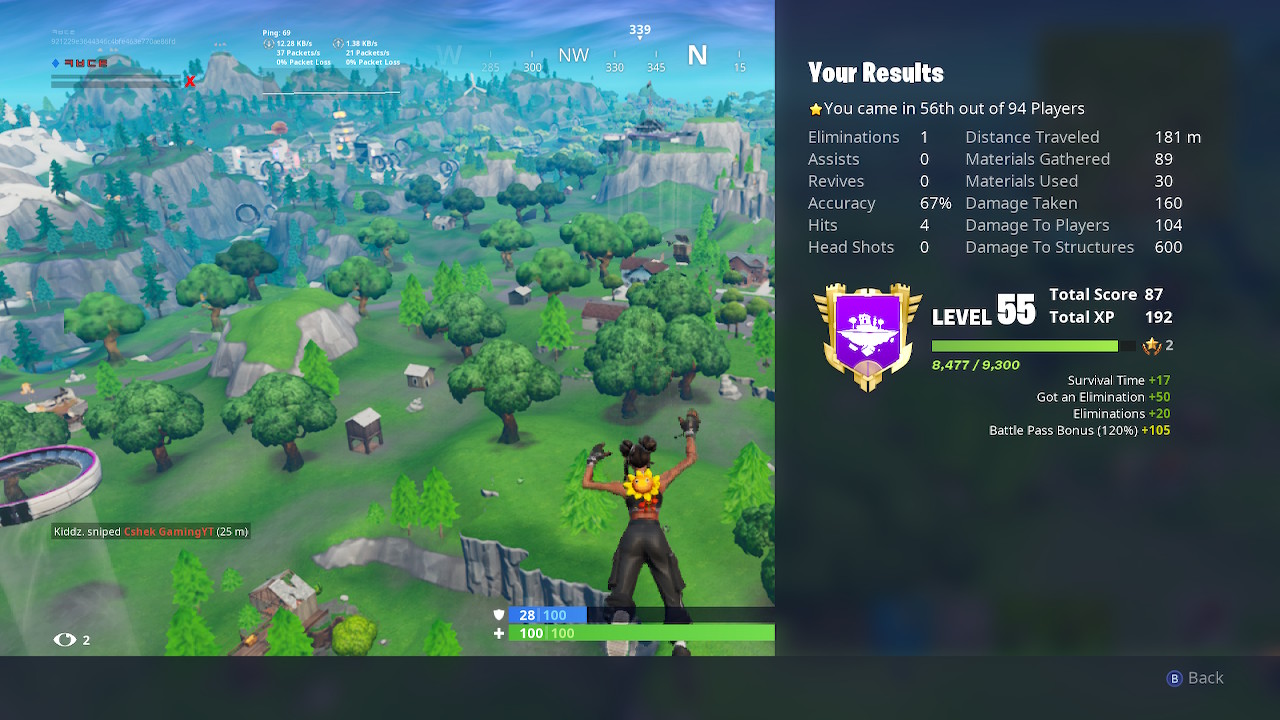 Ping: 69
12.28 KB/s 1.38 KB/s
37 Packets/s 21 Packets/s
0% Packet Loss 0% Packet Loss
339
W 285 300 NW 330 345 N 15
X
Kiddz. sniped Cshek GamingYT (25 m)
2
28 100
100 100
Your Results
You came in 56th out of 94 Players
Eliminations 1 Distance Traveled 181 m
Assists 0 Materials Gathered 89
Revives 0 Materials Used 30
Accuracy 67% Damage Taken 160
Hits 4 Damage To Players 104
Head Shots 0 Damage To Structures 600
LEVEL 55 Total Score 87
Total XP 192
2
8,477 / 9,300
Survival Time +17
Got an Elimination +50
Eliminations +20
Battle Pass Bonus (120%) +105
B Back